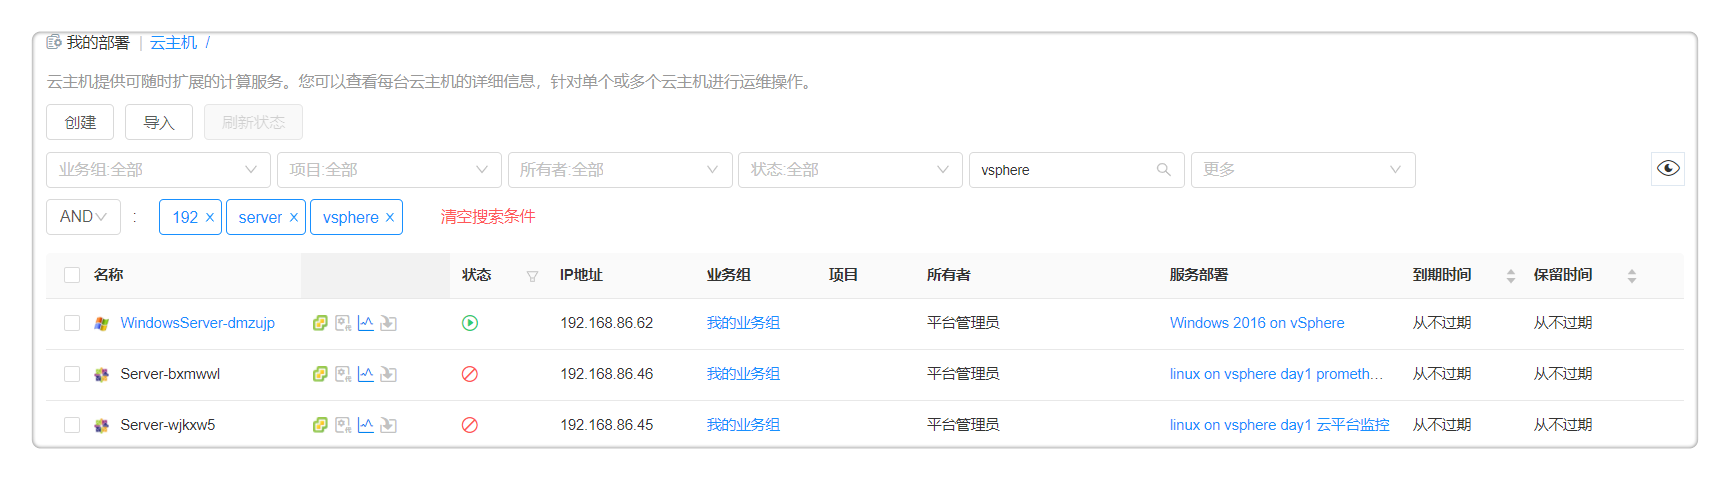 我的部署 | 云主机 /
云主机提供可随时扩展的计算服务。您可以查看每台云主机的详细信息，针对单个或多个云主机进行运维操作。
创建 导入 刷新状态
业务组:全部 项目:全部 所有者:全部 状态:全部 vsphere 更多
AND : 192 x server x vsphere x 清空搜索条件
名称 状态 IP地址 业务组 项目 所有者 服务部署 到期时间 保留时间
WindowsServer-dmzujp 192.168.86.62 我的业务组 平台管理员 Windows 2016 on vSphere 从不过期 从不过期
Server-bxmwwl 192.168.86.46 我的业务组 平台管理员 linux on vsphere day1 prometh... 从不过期 从不过期
Server-wjkxw5 192.168.86.45 我的业务组 平台管理员 linux on vsphere day1 云平台监控 从不过期 从不过期